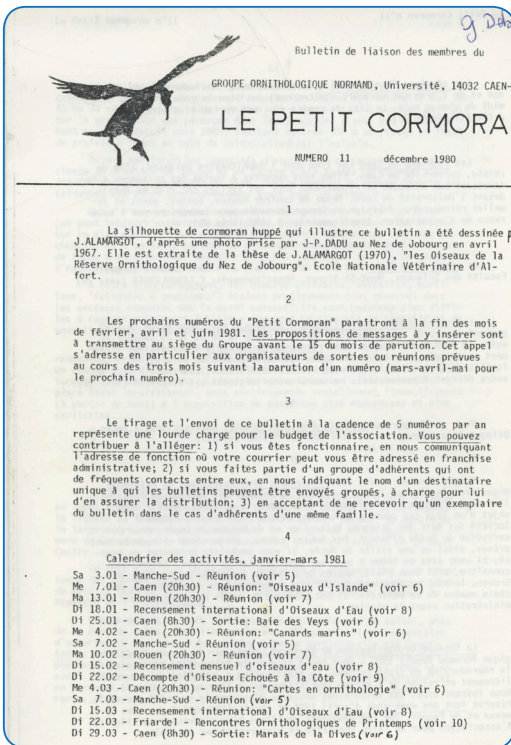 Bulletin de liaison des membres du
GROUPE ORNITHOLOGIQUE NORMAND, Université, 14032 CAEN-
LE PETIT CORMORA
NUMERO 11 décembre 1980
1
La silhouette de cormoran huppé qui illustre ce bulletin a été dessinée p
J.ALAMARGOT, d'après une photo prise par J-P.DADU au Nez de Jobourg en avril
1967. Elle est extraite de la thèse de J.ALAMARGOT (1970), "les Oiseaux de la
Réserve Ornithologique du Nez de Jobourg", Ecole Nationale Vétérinaire d'Al-
fort.
2
Les prochains numéros du "Petit Cormoran" paraîtront à la fin des mois
de février, avril et juin 1981. Les propositions de messages à y insérer sont
à transmettre au siège du Groupe avant le 15 du mois de parution. Cet appel
s'adresse en particulier aux organisateurs de sorties ou réunions prévues
au cours des trois mois suivant la parution d'un numéro (mars-avril-mai pour
le prochain numéro).
3
Le tirage et l'envoi de ce bulletin à la cadence de 5 numéros par an
représente une lourde charge pour le budget de l'association. Vous pouvez
contribuer à l'alléger: 1) si vous êtes fonctionnaire, en nous communiquant
l'adresse de fonction où votre courrier peut vous être adressé en franchise
administrative; 2) si vous faites partie d'un groupe d'adhérents qui ont
de fréquents contacts entre eux, en nous indiquant le nom d'un destinataire
unique à qui les bulletins peuvent être envoyés groupés, à charge pour lui
d'en assurer la distribution; 3) en acceptant de ne recevoir qu'un exemplaire
du bulletin dans le cas d'adhérents d'une même famille.
4
Calendrier des activités, janvier-mars 1981
Sa 3.01 - Manche-Sud - Réunion (voir 5)
Me 7.01 - Caen (20h30) - Réunion: "Oiseaux d'Islande" (voir 6)
Ma 13.01 - Rouen (20h30) - Réunion (voir 7)
Di 18.01 - Recensement international d'Oiseaux d'Eau (voir 8)
Di 25.01 - Caen (8h30) - Sortie: Baie des Veys (voir 6)
Me 4.02 - Caen (20h30) - Réunion: "Canards marins" (voir 6)
Sa 7.02 - Manche-Sud - Réunion (voir 5)
Ma 10.02 - Rouen (20h30) - Réunion (voir 7)
Di 15.02 - Recensement mensuel d'oiseaux d'eau (voir 8)
Di 22.02 - Décompte d'Oiseaux Echoués à la Côte (voir 9)
Me 4.03 - Caen (20h30) - Réunion: "Cartes en ornithologie" (voir 6)
Sa 7.03 - Manche-Sud - Réunion (voir 5)
Di 15.03 - Recensement international d'Oiseaux d'Eau (voir 8)
Di 22.03 - Friardel - Rencontres Ornithologiques de Printemps (voir 10)
Di 29.03 - Caen (8h30) - Sortie: Marais de la Dives (voir 6)